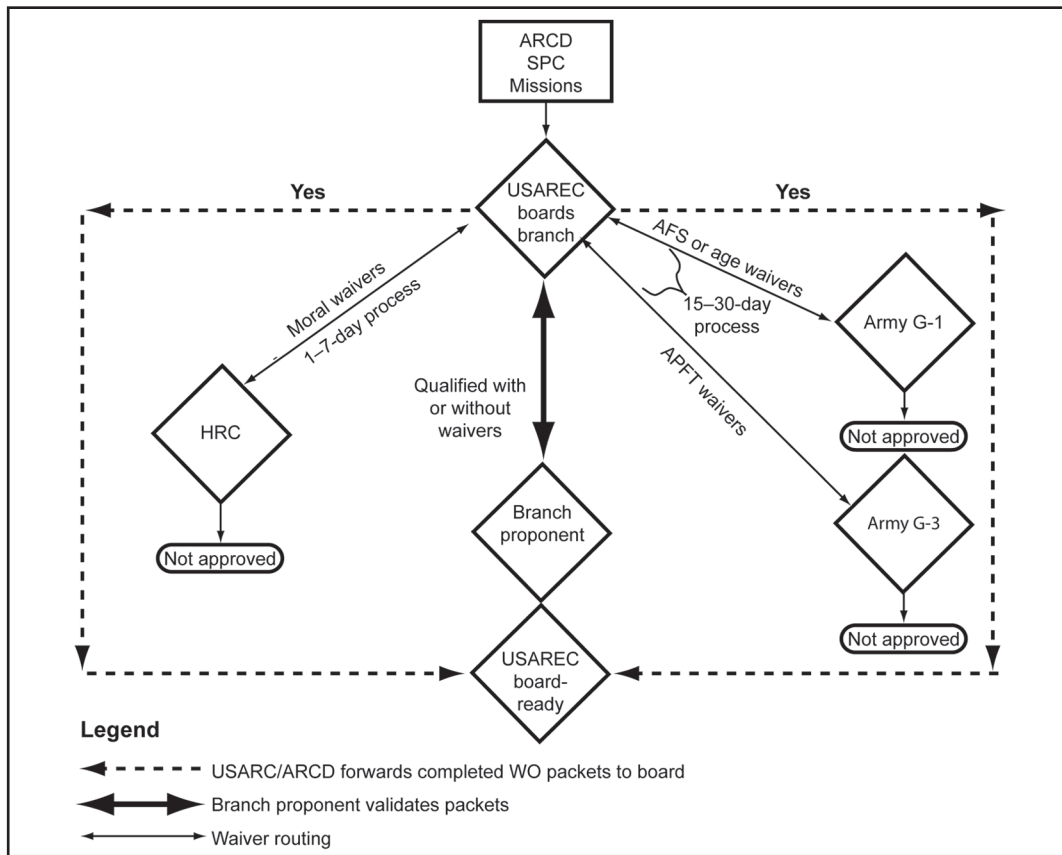 ARCD
SPC
Missions
Yes
USAREC
boards
branch
Yes
Moral waivers
1–7-day process
AFS or age waivers
15–30-day
process
APFT waivers
Army G-1
Not approved
Qualified with
or without
waivers
HRC
Not approved
Branch
proponent
Army G-3
Not approved
USAREC
board-
ready
Legend
USARC/ARCD forwards completed WO packets to board
Branch proponent validates packets
Waiver routing